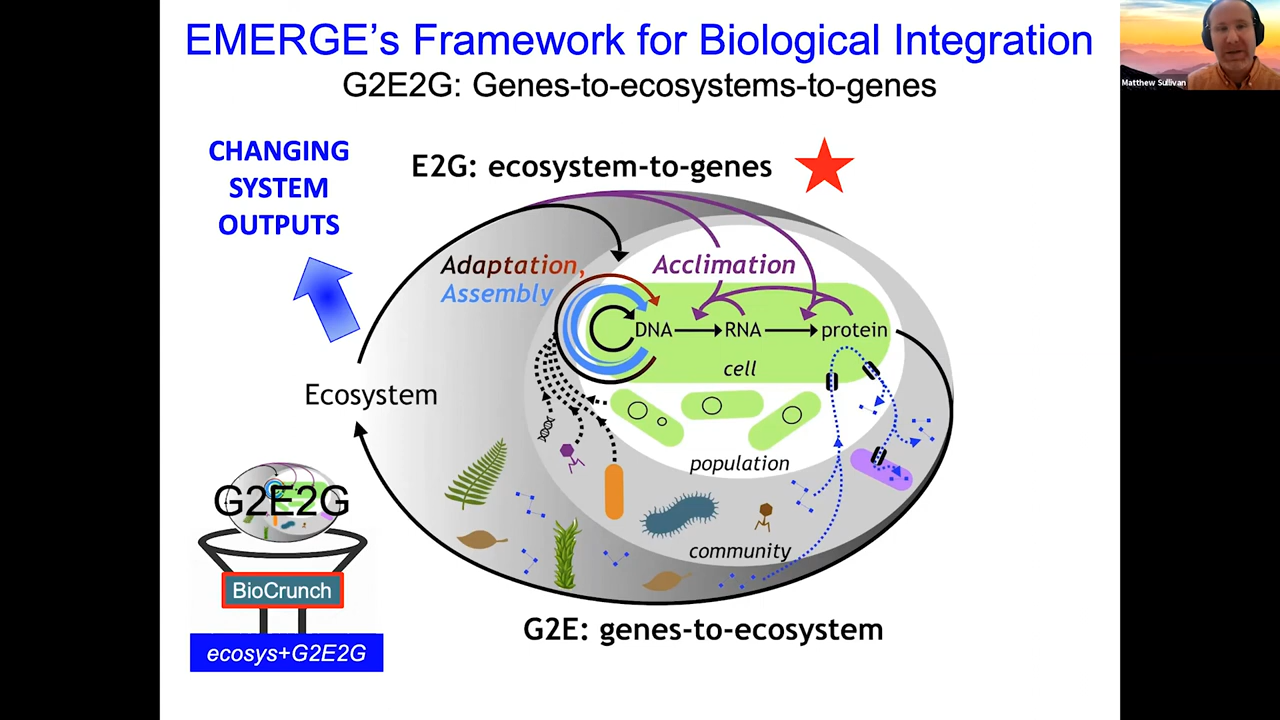 EMERGE's Framework for Biological Integration
G2E2G: Genes-to-ecosystems-to-genes
Matthew Sullivan
CHANGING
SYSTEM
OUTPUTS
E2G: ecosystem-to-genes
Adaptation,
Assembly
Acclimation
DNA
RNA
protein
cell
Ecosystem
population
community
G2E2G
BioCrunch
ecosys+G2E2G
G2E: genes-to-ecosystem